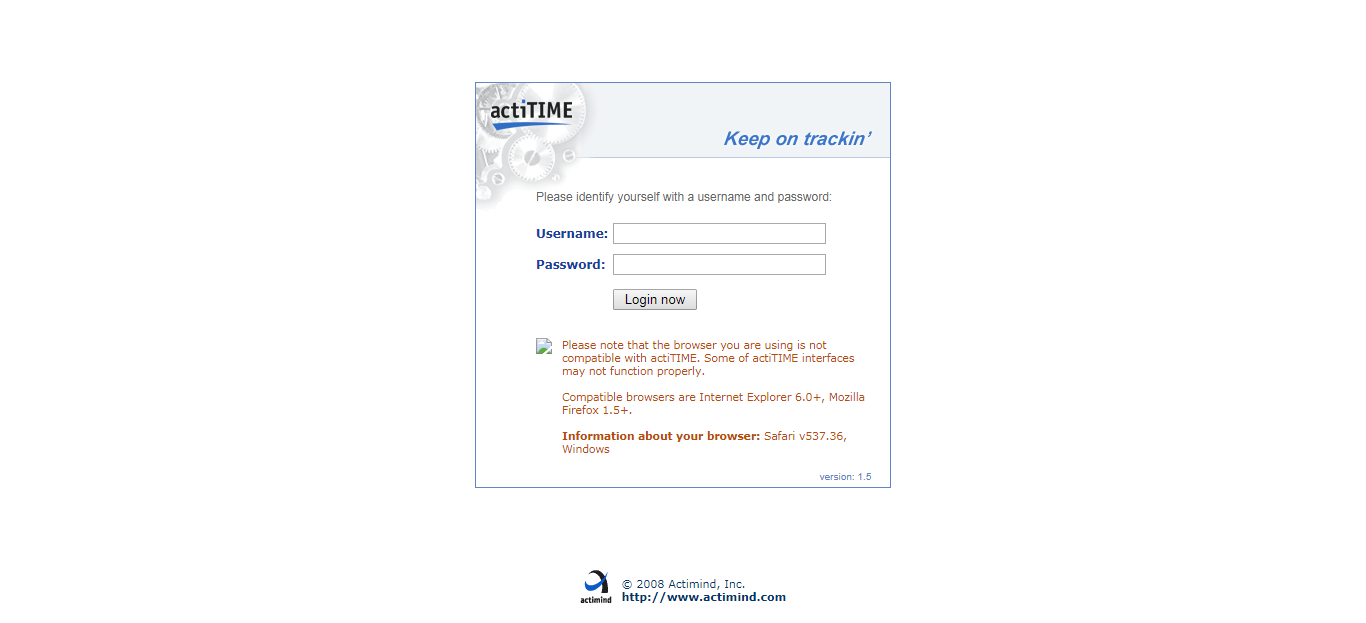 actiTIME
Keep on trackin’
Please identify yourself with a username and password:
Username:
Password:
Login now
Please note that the browser you are using is not
compatible with actiTIME. Some of actiTIME interfaces
may not function properly.
Compatible browsers are Internet Explorer 6.0+, Mozilla
Firefox 1.5+.
Information about your browser: Safari v537.36,
Windows
version: 1.5
actimind
© 2008 Actimind, Inc.
http://www.actimind.com